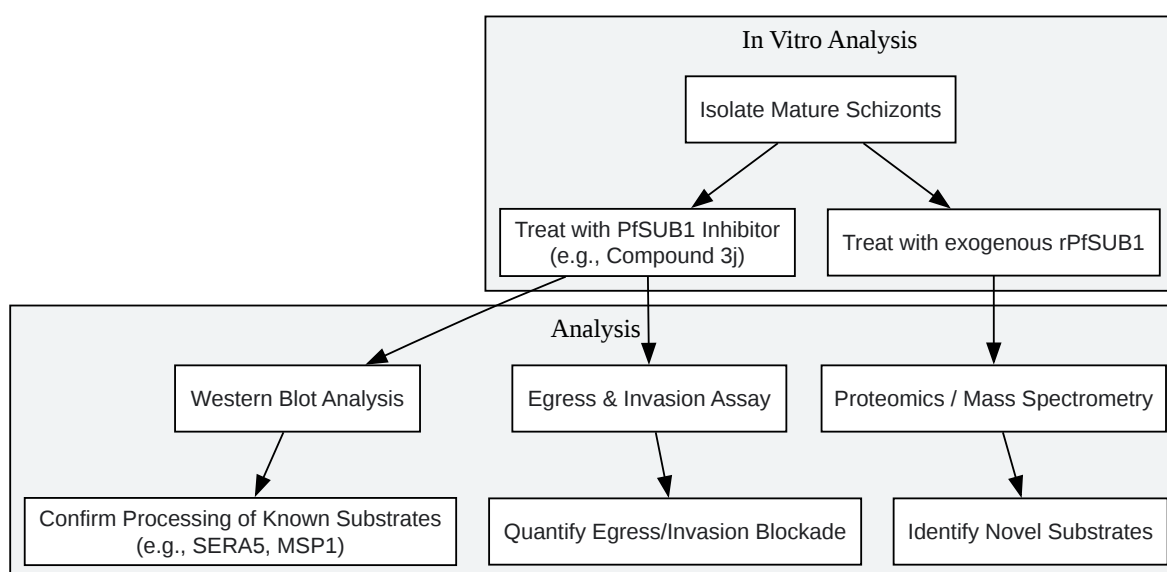 In Vitro Analysis
Isolate Mature Schizonts
Treat with PfSUB1 Inhibitor
(e.g., Compound 3j)
Treat with exogenous rPfSUB1
Analysis
Western Blot Analysis
Egress & Invasion Assay
Proteomics / Mass Spectrometry
Confirm Processing of Known Substrates
(e.g., SERA5, MSP1)
Quantify Egress/Invasion Blockade
Identify Novel Substrates